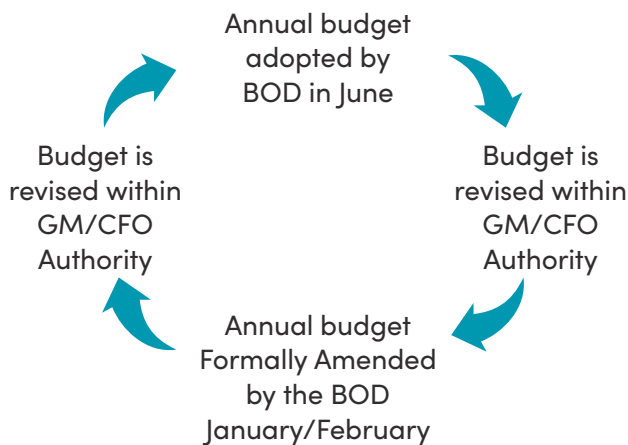 Annual budget
adopted by
BOD in June
Budget is
revised within
GM/CFO
Authority
Annual budget
Formally Amended
by the BOD
January/February
Budget is
revised within
GM/CFO
Authority